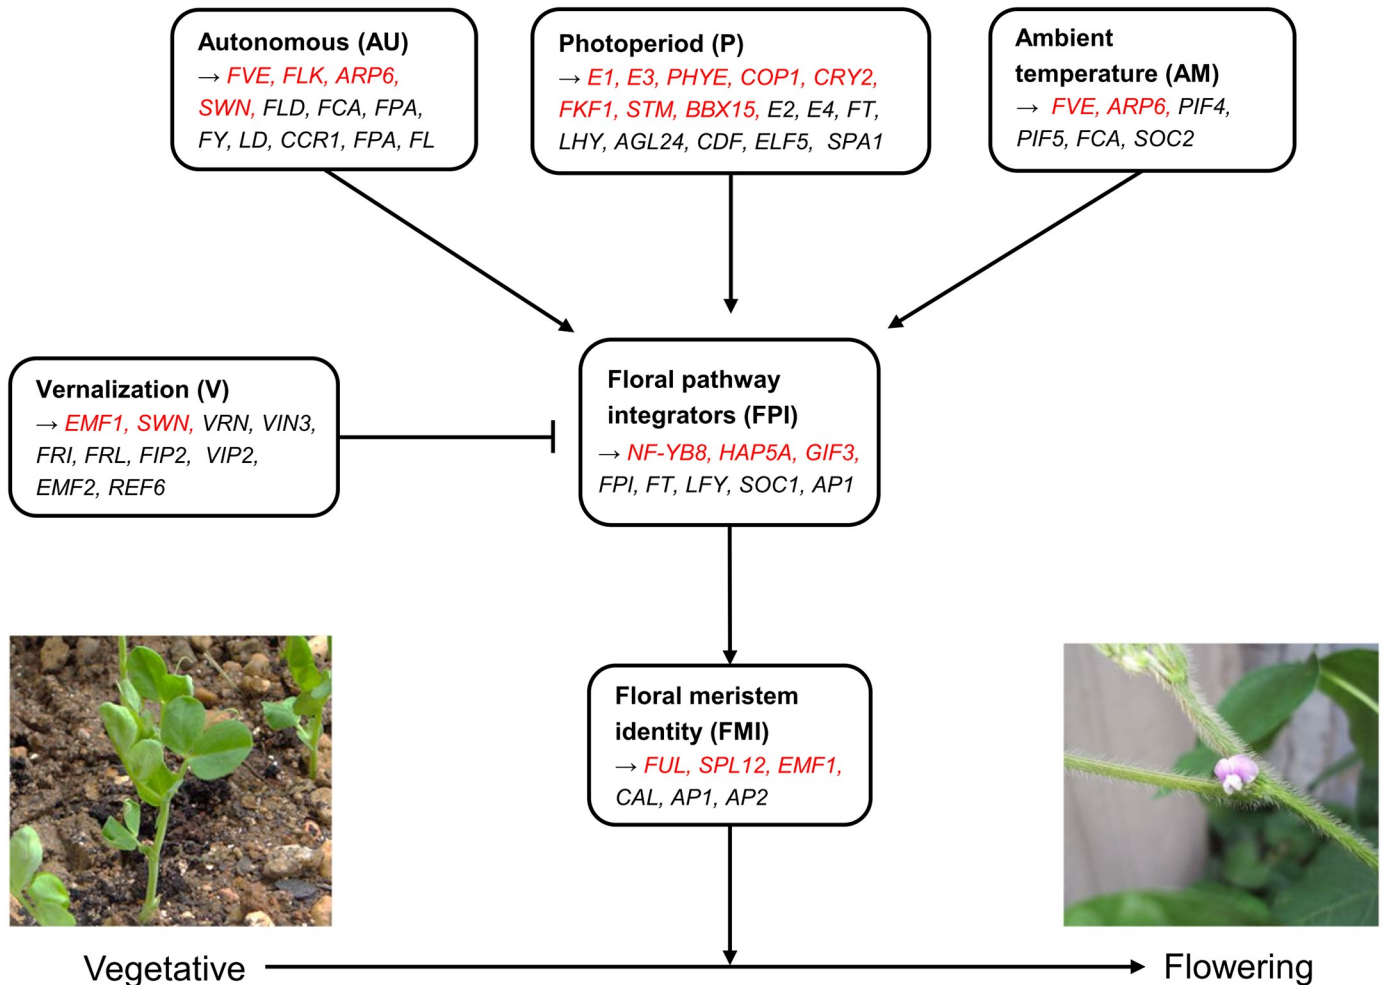 Autonomous (AU)
→ FVE, FLK, ARP6,
SWN, FLD, FCA, FPA,
FY, LD, CCR1, FPA, FL
Photoperiod (P)
→ E1, E3, PHYE, COP1, CRY2,
FKF1, STM, BBX15, E2, E4, FT,
LHY, AGL24, CDF, ELF5, SPA1
Ambient
temperature (AM)
→ FVE, ARP6, PIF4,
PIF5, FCA, SOC2
Vernalization (V)
→ EMF1, SWN, VRN, VIN3,
FRI, FRL, FIP2, VIP2,
EMF2, REF6
Floral pathway
integrators (FPI)
→ NF-YB8, HAP5A, GIF3,
FPI, FT, LFY, SOC1, AP1
Floral meristem
identity (FMI)
→ FUL, SPL12, EMF1,
CAL, AP1, AP2
Vegetative
Flowering